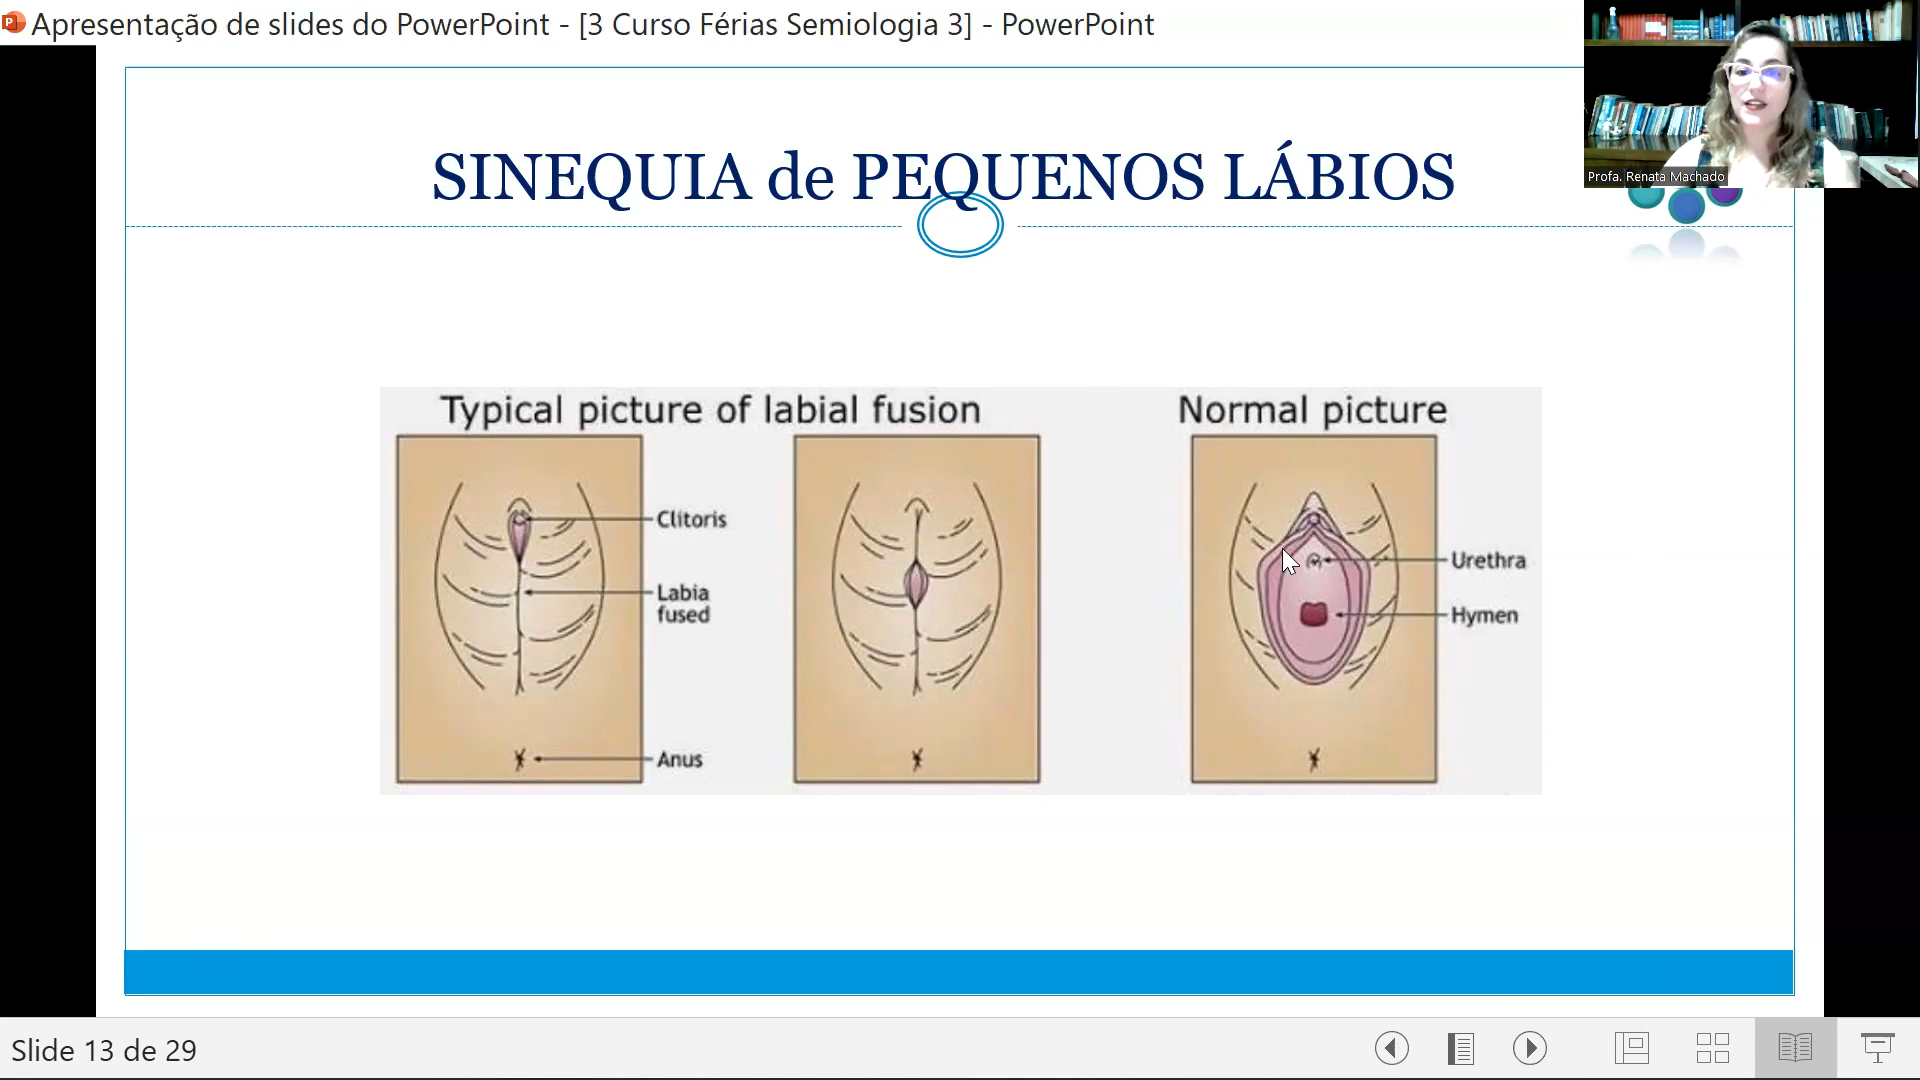 Apresentação de slides do PowerPoint - [3 Curso Férias Semiologia 3] - PowerPoint
Profa. Renata Machado
SINEQUIA de PEQUENOS LÁBIOS
Typical picture of labial fusion
Normal picture
Clitoris
Labia
fused
Anus
Urethra
Hymen
Slide 13 de 29